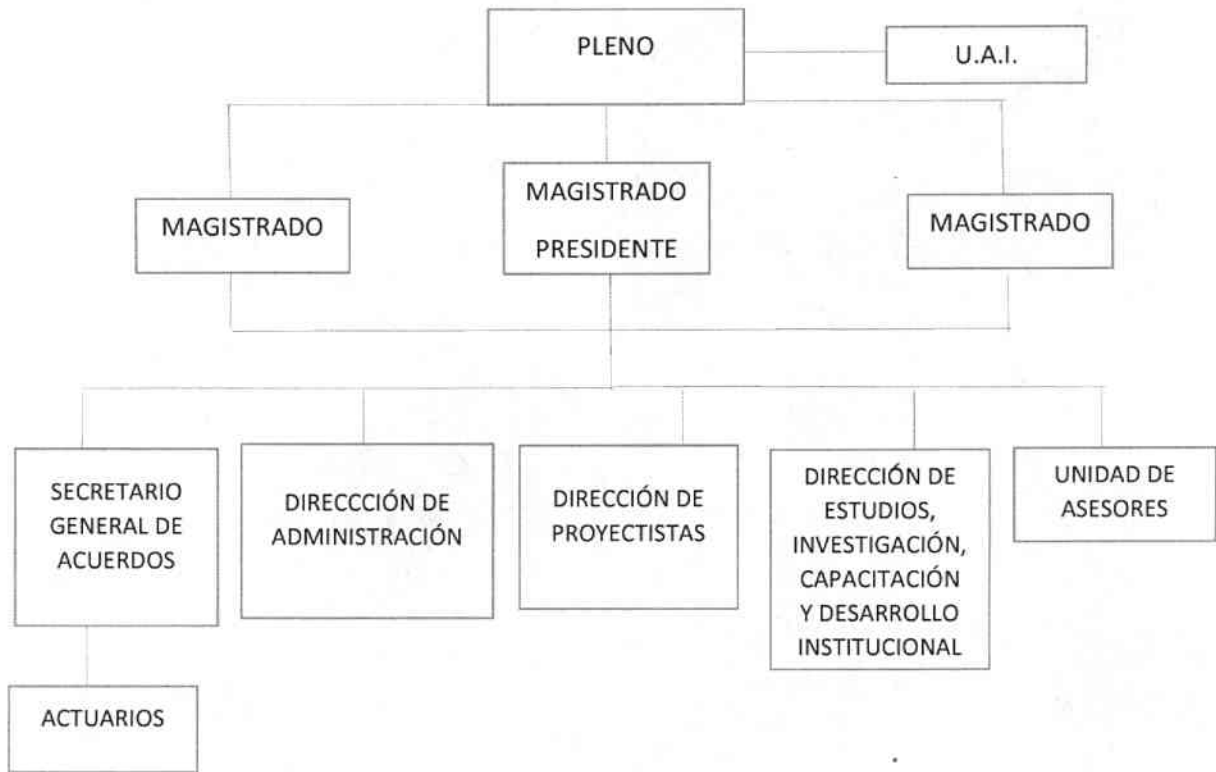 PLENO
U.A.I.
MAGISTRADO
MAGISTRADO
PRESIDENTE
MAGISTRADO
SECRETARIO
GENERAL DE
ACUERDOS
DIRECCCIÓN DE
ADMINISTRACIÓN
DIRECCIÓN DE
PROYECTISTAS
DIRECCIÓN DE
ESTUDIOS,
INVESTIGACIÓN,
CAPACITACIÓN
Y DESARROLLO
INSTITUCIONAL
UNIDAD DE
ASESORES
ACTUARIOS